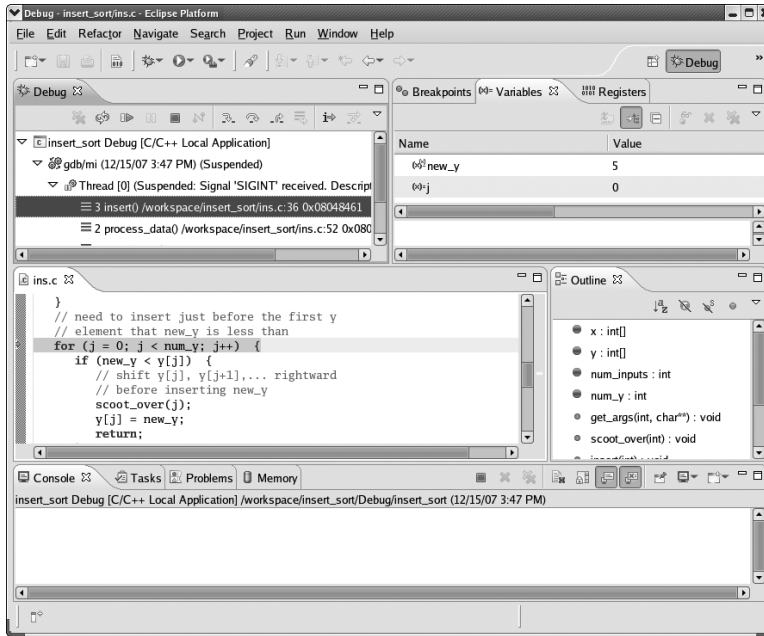 Debug - insert_sort/ins.c - Eclipse Platform
File Edit Refactor Navigate Search Project Run Window Help
Debug
»
Debug
Breakpoints (x)= Variables 1010 0101 Registers
insert_sort Debug [C/C++ Local Application]
gdb/mi (12/15/07 3:47 PM) (Suspended)
Thread [0] (Suspended: Signal 'SIGINT' received. Descript
3 insert() /workspace/insert_sort/ins.c:36 0x08048461
2 process_data() /workspace/insert_sort/ins.c:52 0x080
Name Value
new_y 5
(x)= j 0
ins.c
}
// need to insert just before the first y
// element that new_y is less than
for (j = 0; j < num_y; j++) {
if (new_y < y[j]) {
// shift y[j], y[j+1],... rightward
// before inserting new_y
scoot_over(j);
y[j] = new_y;
return;
Outline
x : int[]
y : int[]
num_inputs : int
num_y : int
get_args(int, char**) : void
scoot_over(int) : void
insert(int) : void
Console Tasks Problems Memory
insert_sort Debug [C/C++ Local Application] /workspace/insert_sort/Debug/insert_sort (12/15/07 3:47 PM)